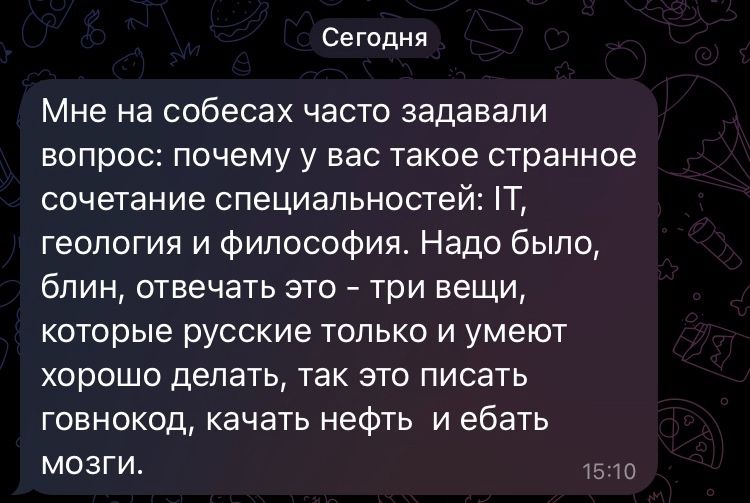 Сегодня
Мне на собесах часто задавали
вопрос: почему у вас такое странное
сочетание специальностей: IT,
геология и философия. Надо было,
блин, отвечать это - три вещи,
которые русские только и умеют
хорошо делать, так это писать
говнокод, качать нефть  и ебать
мозги.
15:10